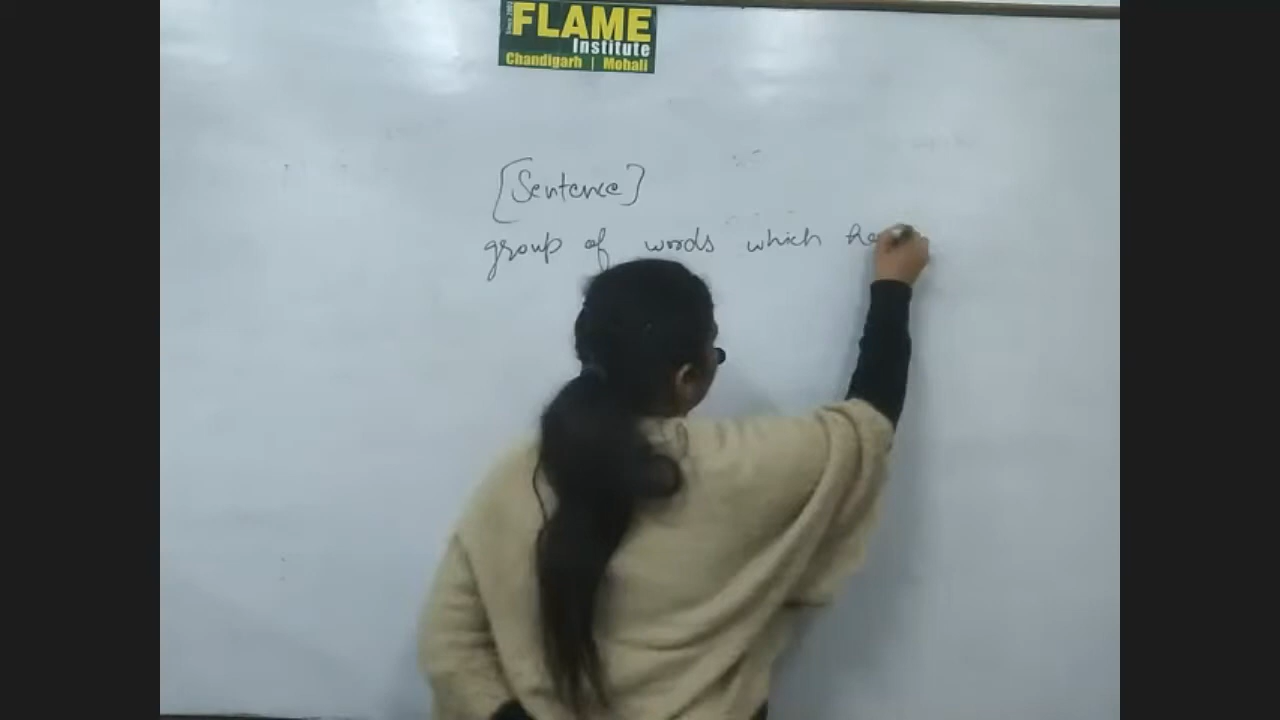 Since 2002
FLAME
Institute
Chandigarh | Mohali
[Sentence]
group of words which